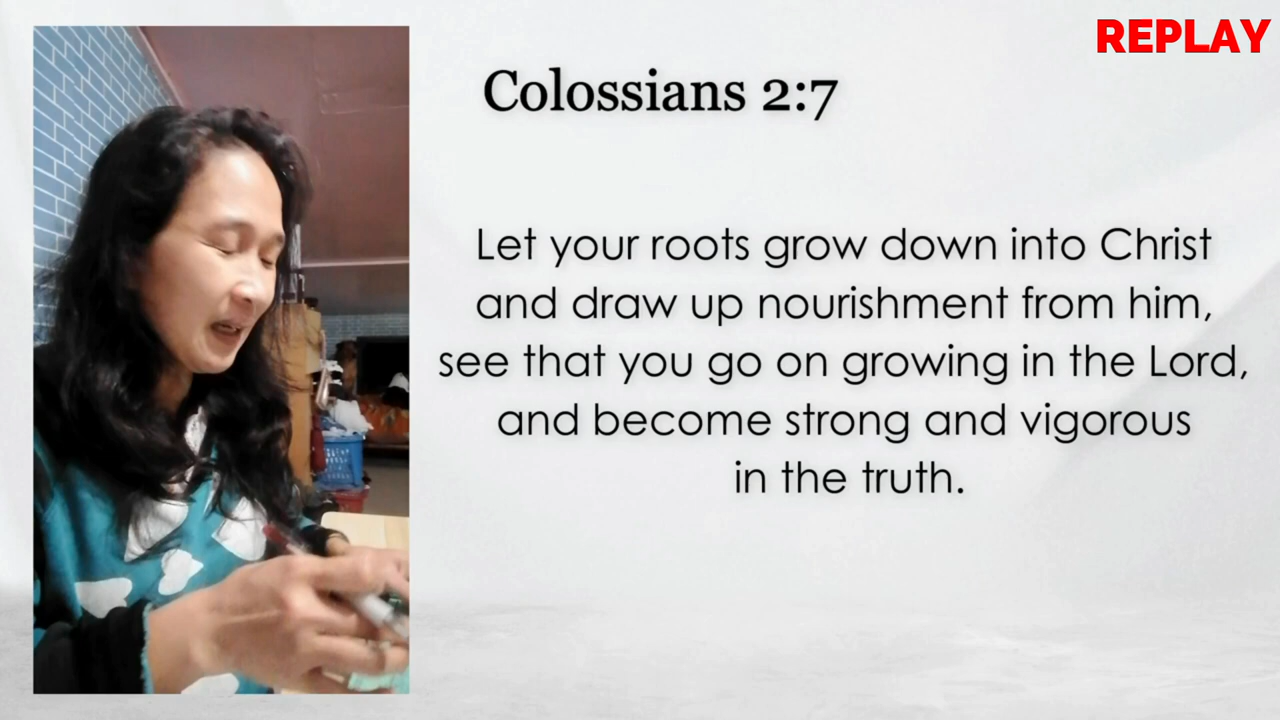 REPLAY
Colossians 2:7
Let your roots grow down into Christ
and draw up nourishment from him,
see that you go on growing in the Lord,
and become strong and vigorous
in the truth.